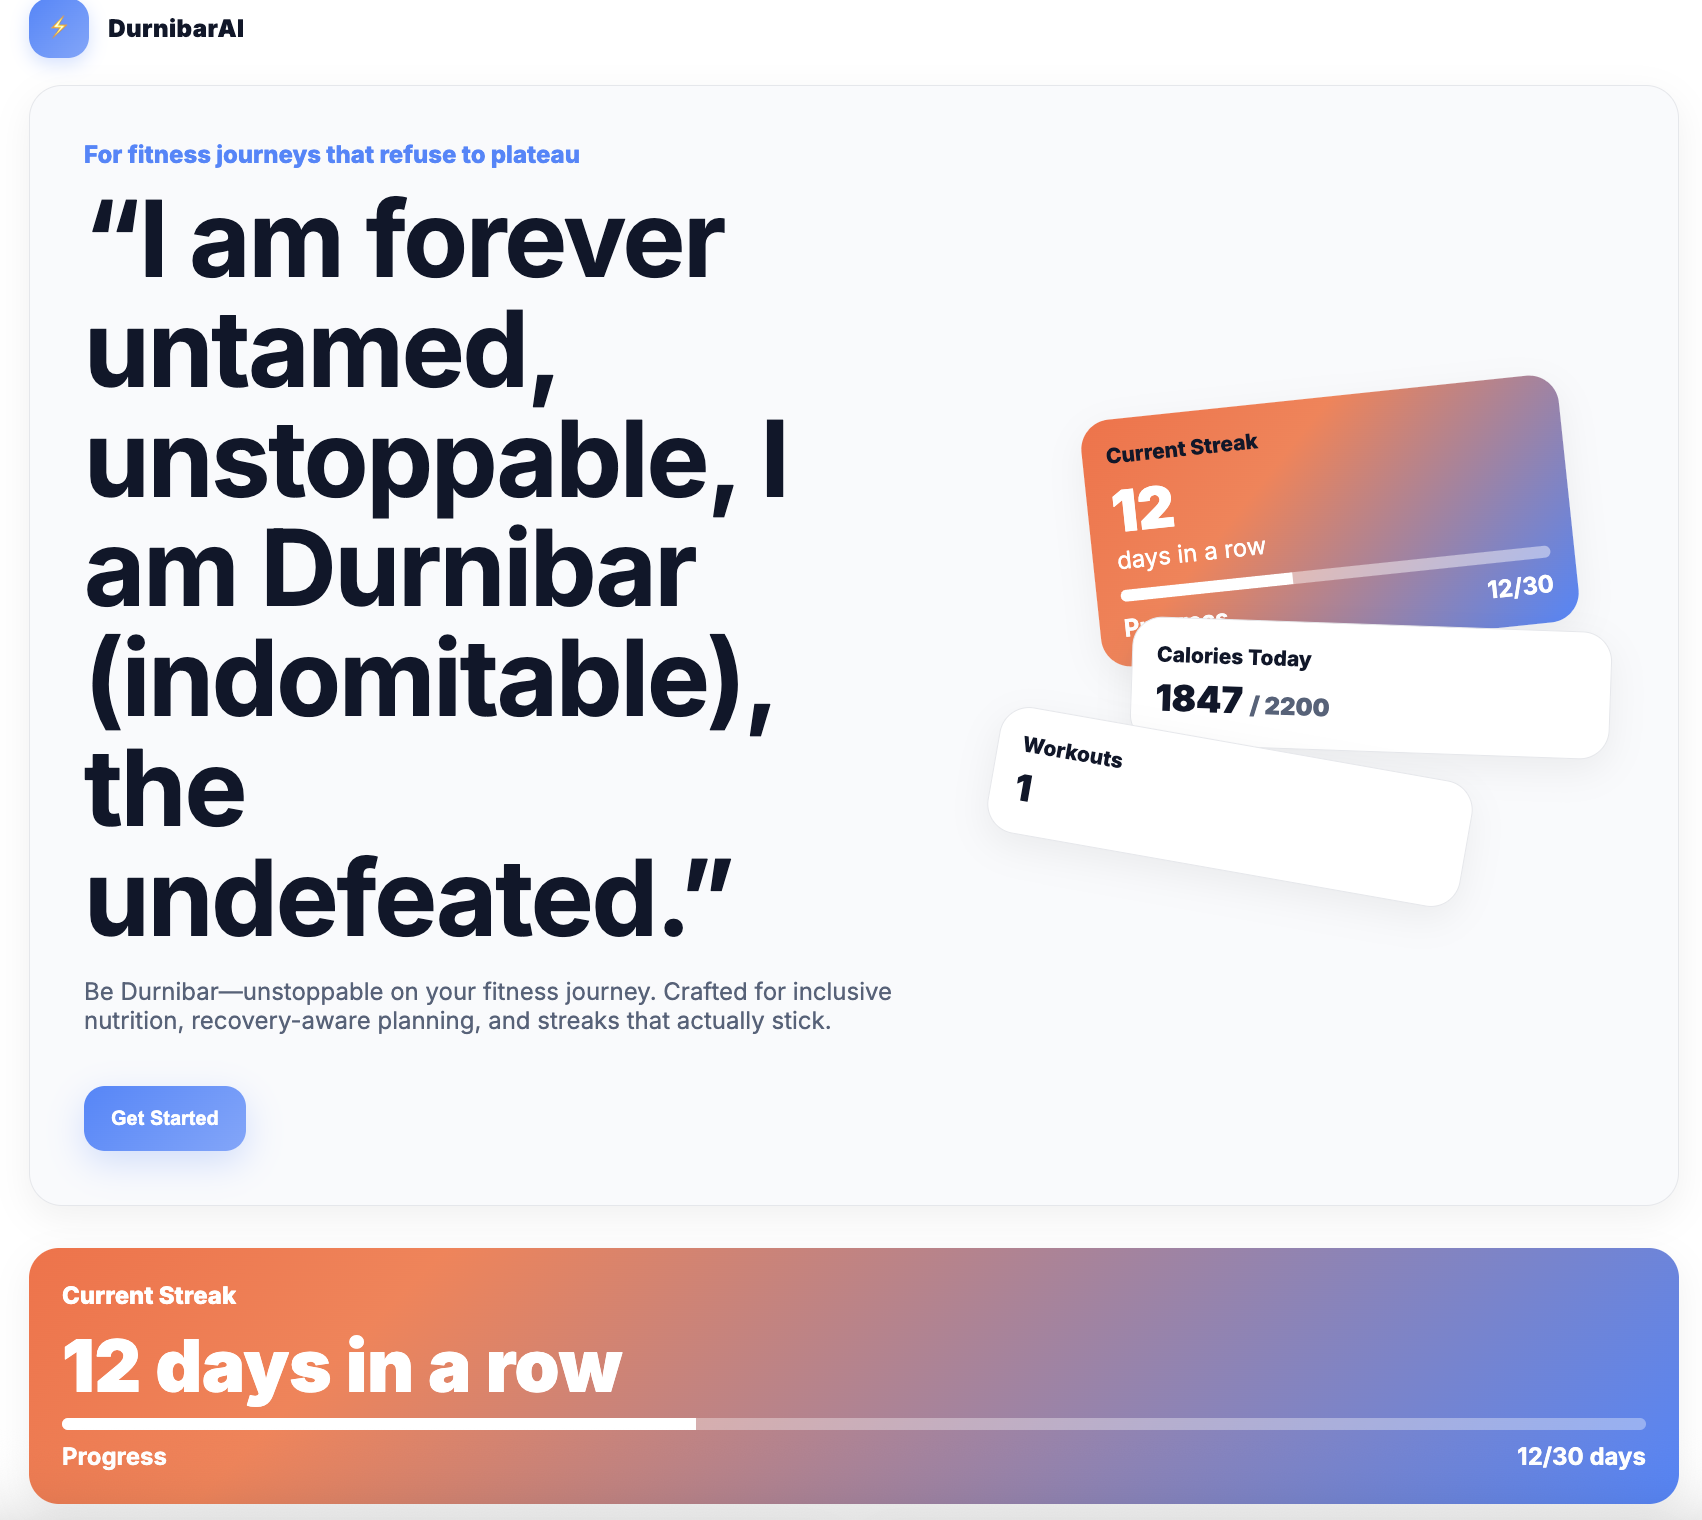 DurnibarAI
For fitness journeys that refuse to plateau
“I am forever
untamed,
unstoppable, I
am Durnibar
(indomitable),
the
undefeated.”
Be Durnibar—unstoppable on your fitness journey. Crafted for inclusive
nutrition, recovery-aware planning, and streaks that actually stick.
Get Started
Current Streak
12
days in a row
12/30
Progress
Calories Today
1847 / 2200
Workouts
1
Current Streak
12 days in a row
Progress
12/30 days